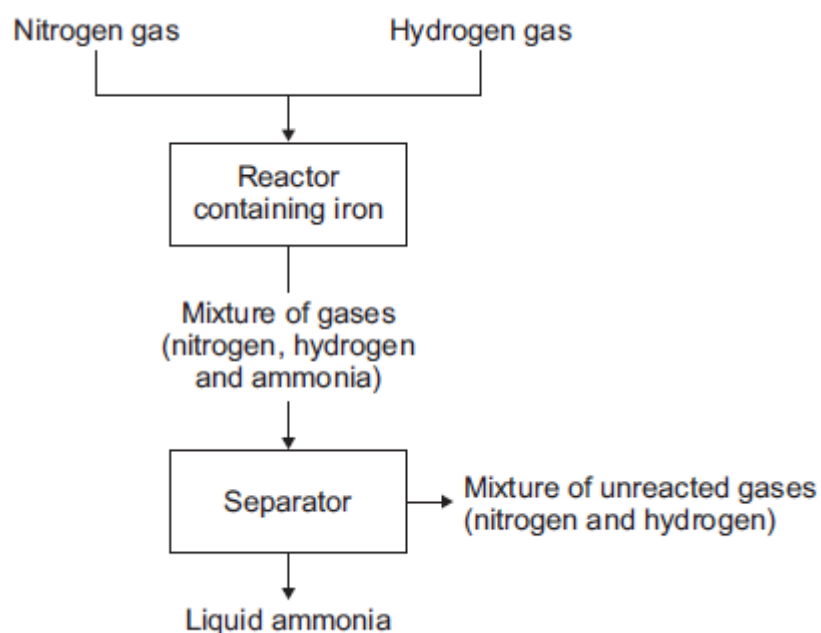 Nitrogen gas
Hydrogen gas
Reactor
containing iron
Mixture of gases
(nitrogen, hydrogen
and ammonia)
Separator
Mixture of unreacted gases
(nitrogen and hydrogen)
Liquid ammonia